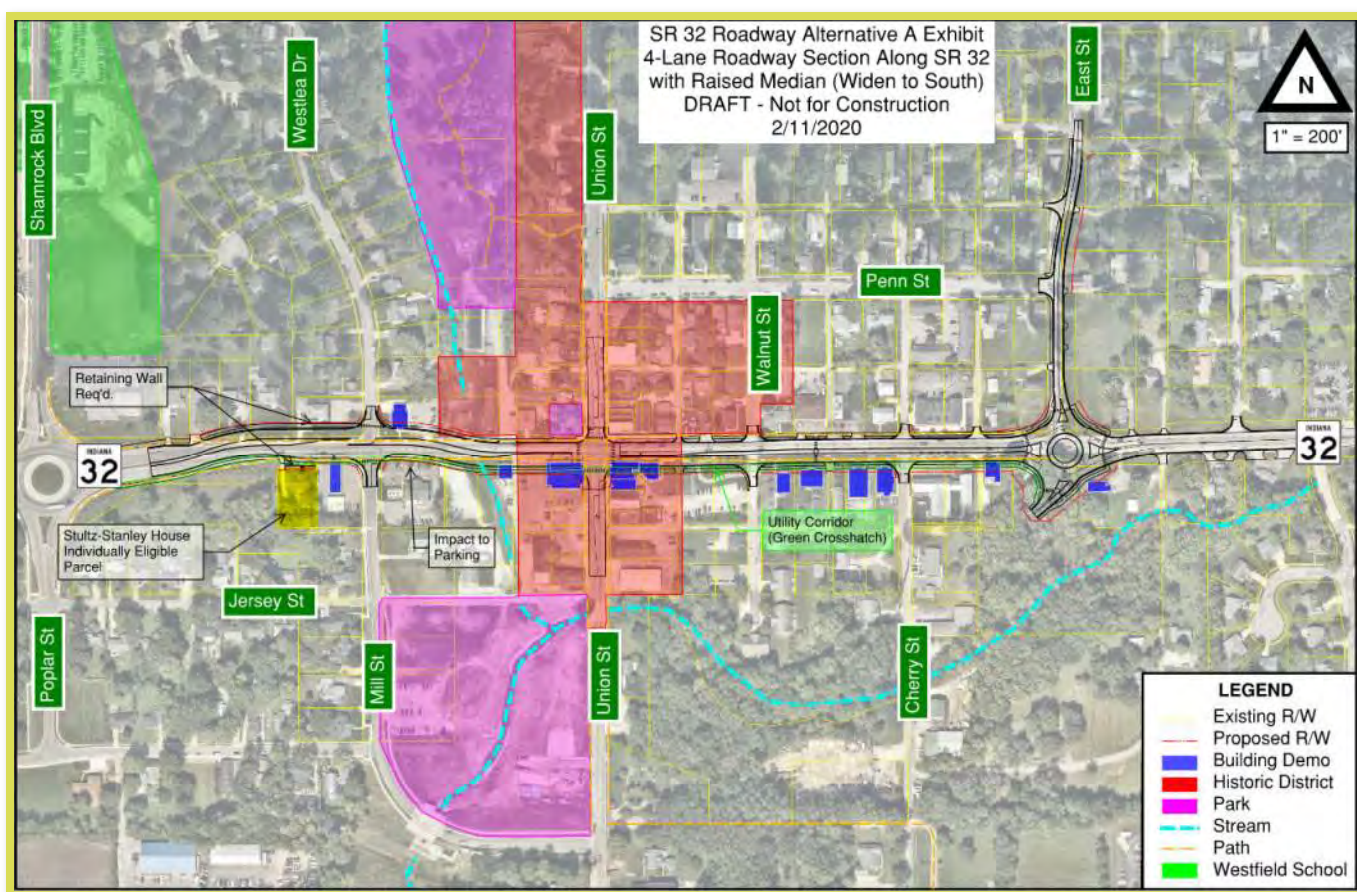 SR 32 Roadway Alternative A Exhibit
4-Lane Roadway Section Along SR 32
with Raised Median (Widen to South)
DRAFT - Not for Construction
2/11/2020
N
1" = 200'
Shamrock Blvd
Westlea Dr
Union St
East St
Penn St
Walnut St
Retaining Wall
Req'd.
INDIANA
32
INDIANA
32
Stultz-Stanley House
Individually Eligible
Parcel
Impact to
Parking
Utility Corridor
(Green Crosshatch)
Jersey St
Poplar St
Mill St
Union St
Cherry St
LEGEND
Existing R/W
Proposed R/W
Building Demo
Historic District
Park
Stream
Path
Westfield School